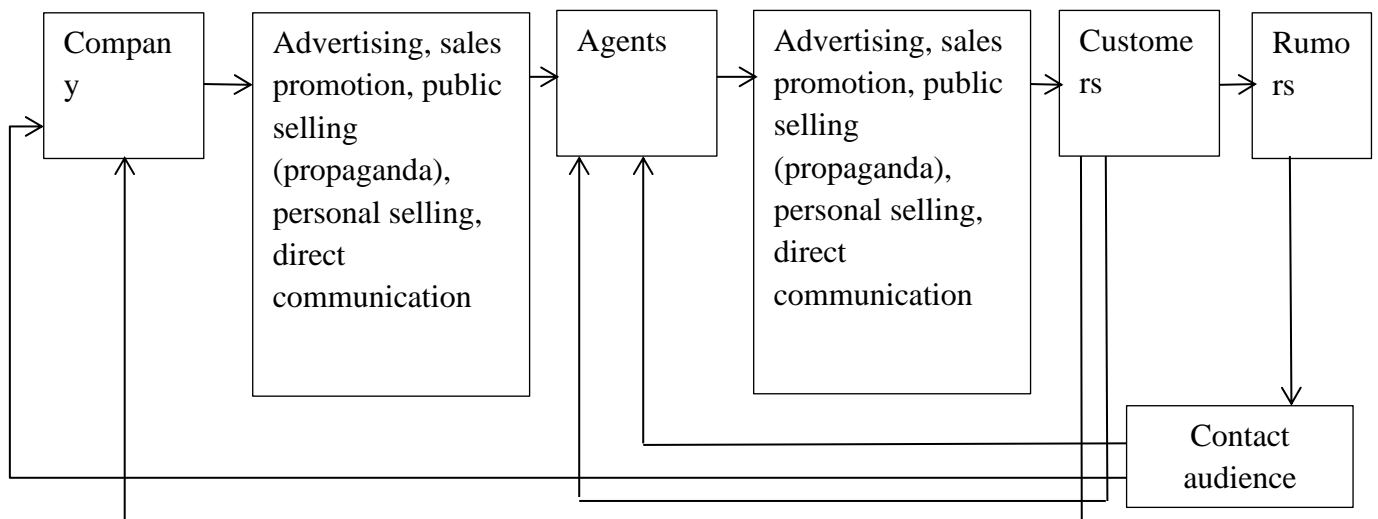 Compan
y
Advertising, sales
promotion, public
selling
(propaganda),
personal selling,
direct
communication
Agents
Advertising, sales
promotion, public
selling
(propaganda),
personal selling,
direct
communication
Custome
rs
Rumo
rs
Contact
audience